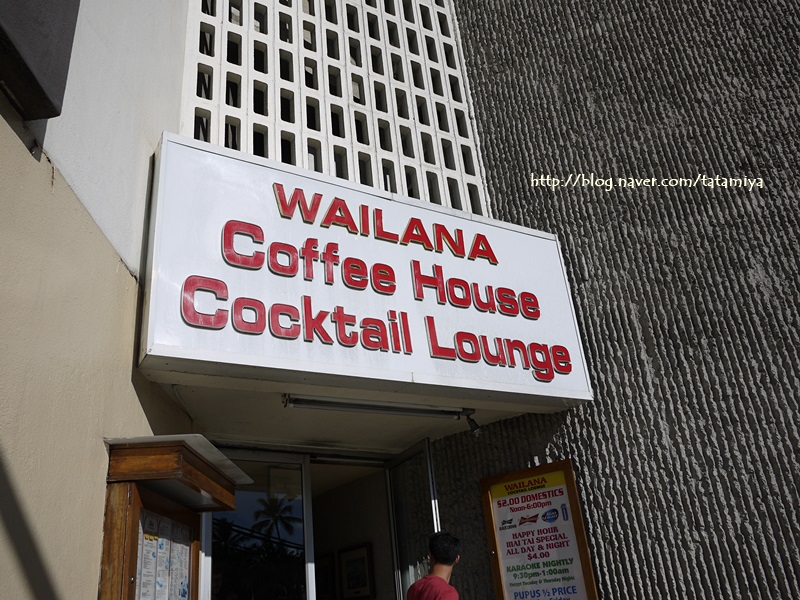 WAILANA
Coffee House
Cocktail Lounge
http://blog.naver.com/tatamiya
WAILANA
$2.00 DOMESTICS
Noon-6:00pm
HAPPY HOUR
MAI TAI SPECIAL
ALL DAY & NIGHT
$4.00
KARAOKE NIGHTLY
9:30pm-1:00am
PUPUS ½ PRICE